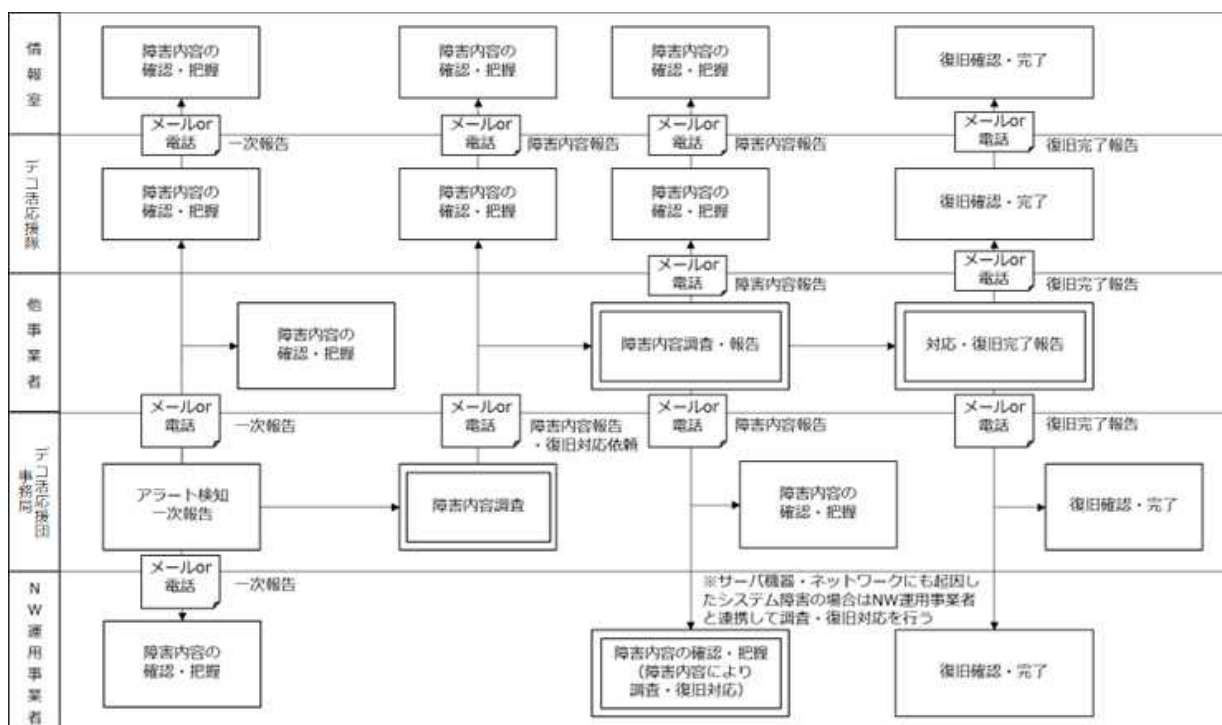 情報室
障害内容の
確認・把握
障害内容の
確認・把握
障害内容の
確認・把握
復旧確認・完了
メールor
電話
一次報告
メールor
電話
障害内容報告
メールor
電話
障害内容報告
メールor
電話
復旧完了報告
デコ活応援隊
障害内容の
確認・把握
障害内容の
確認・把握
障害内容の
確認・把握
復旧確認・完了
メールor
電話
障害内容報告
メールor
電話
復旧完了報告
他事業者
障害内容の
確認・把握
障害内容調査・報告
対応・復旧完了報告
メールor
電話
一次報告
メールor
電話
障害内容報告
・復旧対応依頼
メールor
電話
障害内容報告
メールor
電話
復旧完了報告
デコ活応援団
事務局
アラート検知
一次報告
障害内容調査
障害内容の
確認・把握
復旧確認・完了
メールor
電話
一次報告
NW運用事業者
※サーバ機器・ネットワークにも起因し
たシステム障害の場合はNW運用事業者
と連携して調査・復旧対応を行う
障害内容の
確認・把握
障害内容の確認・把握
（障害内容により
調査・復旧対応）
復旧確認・完了